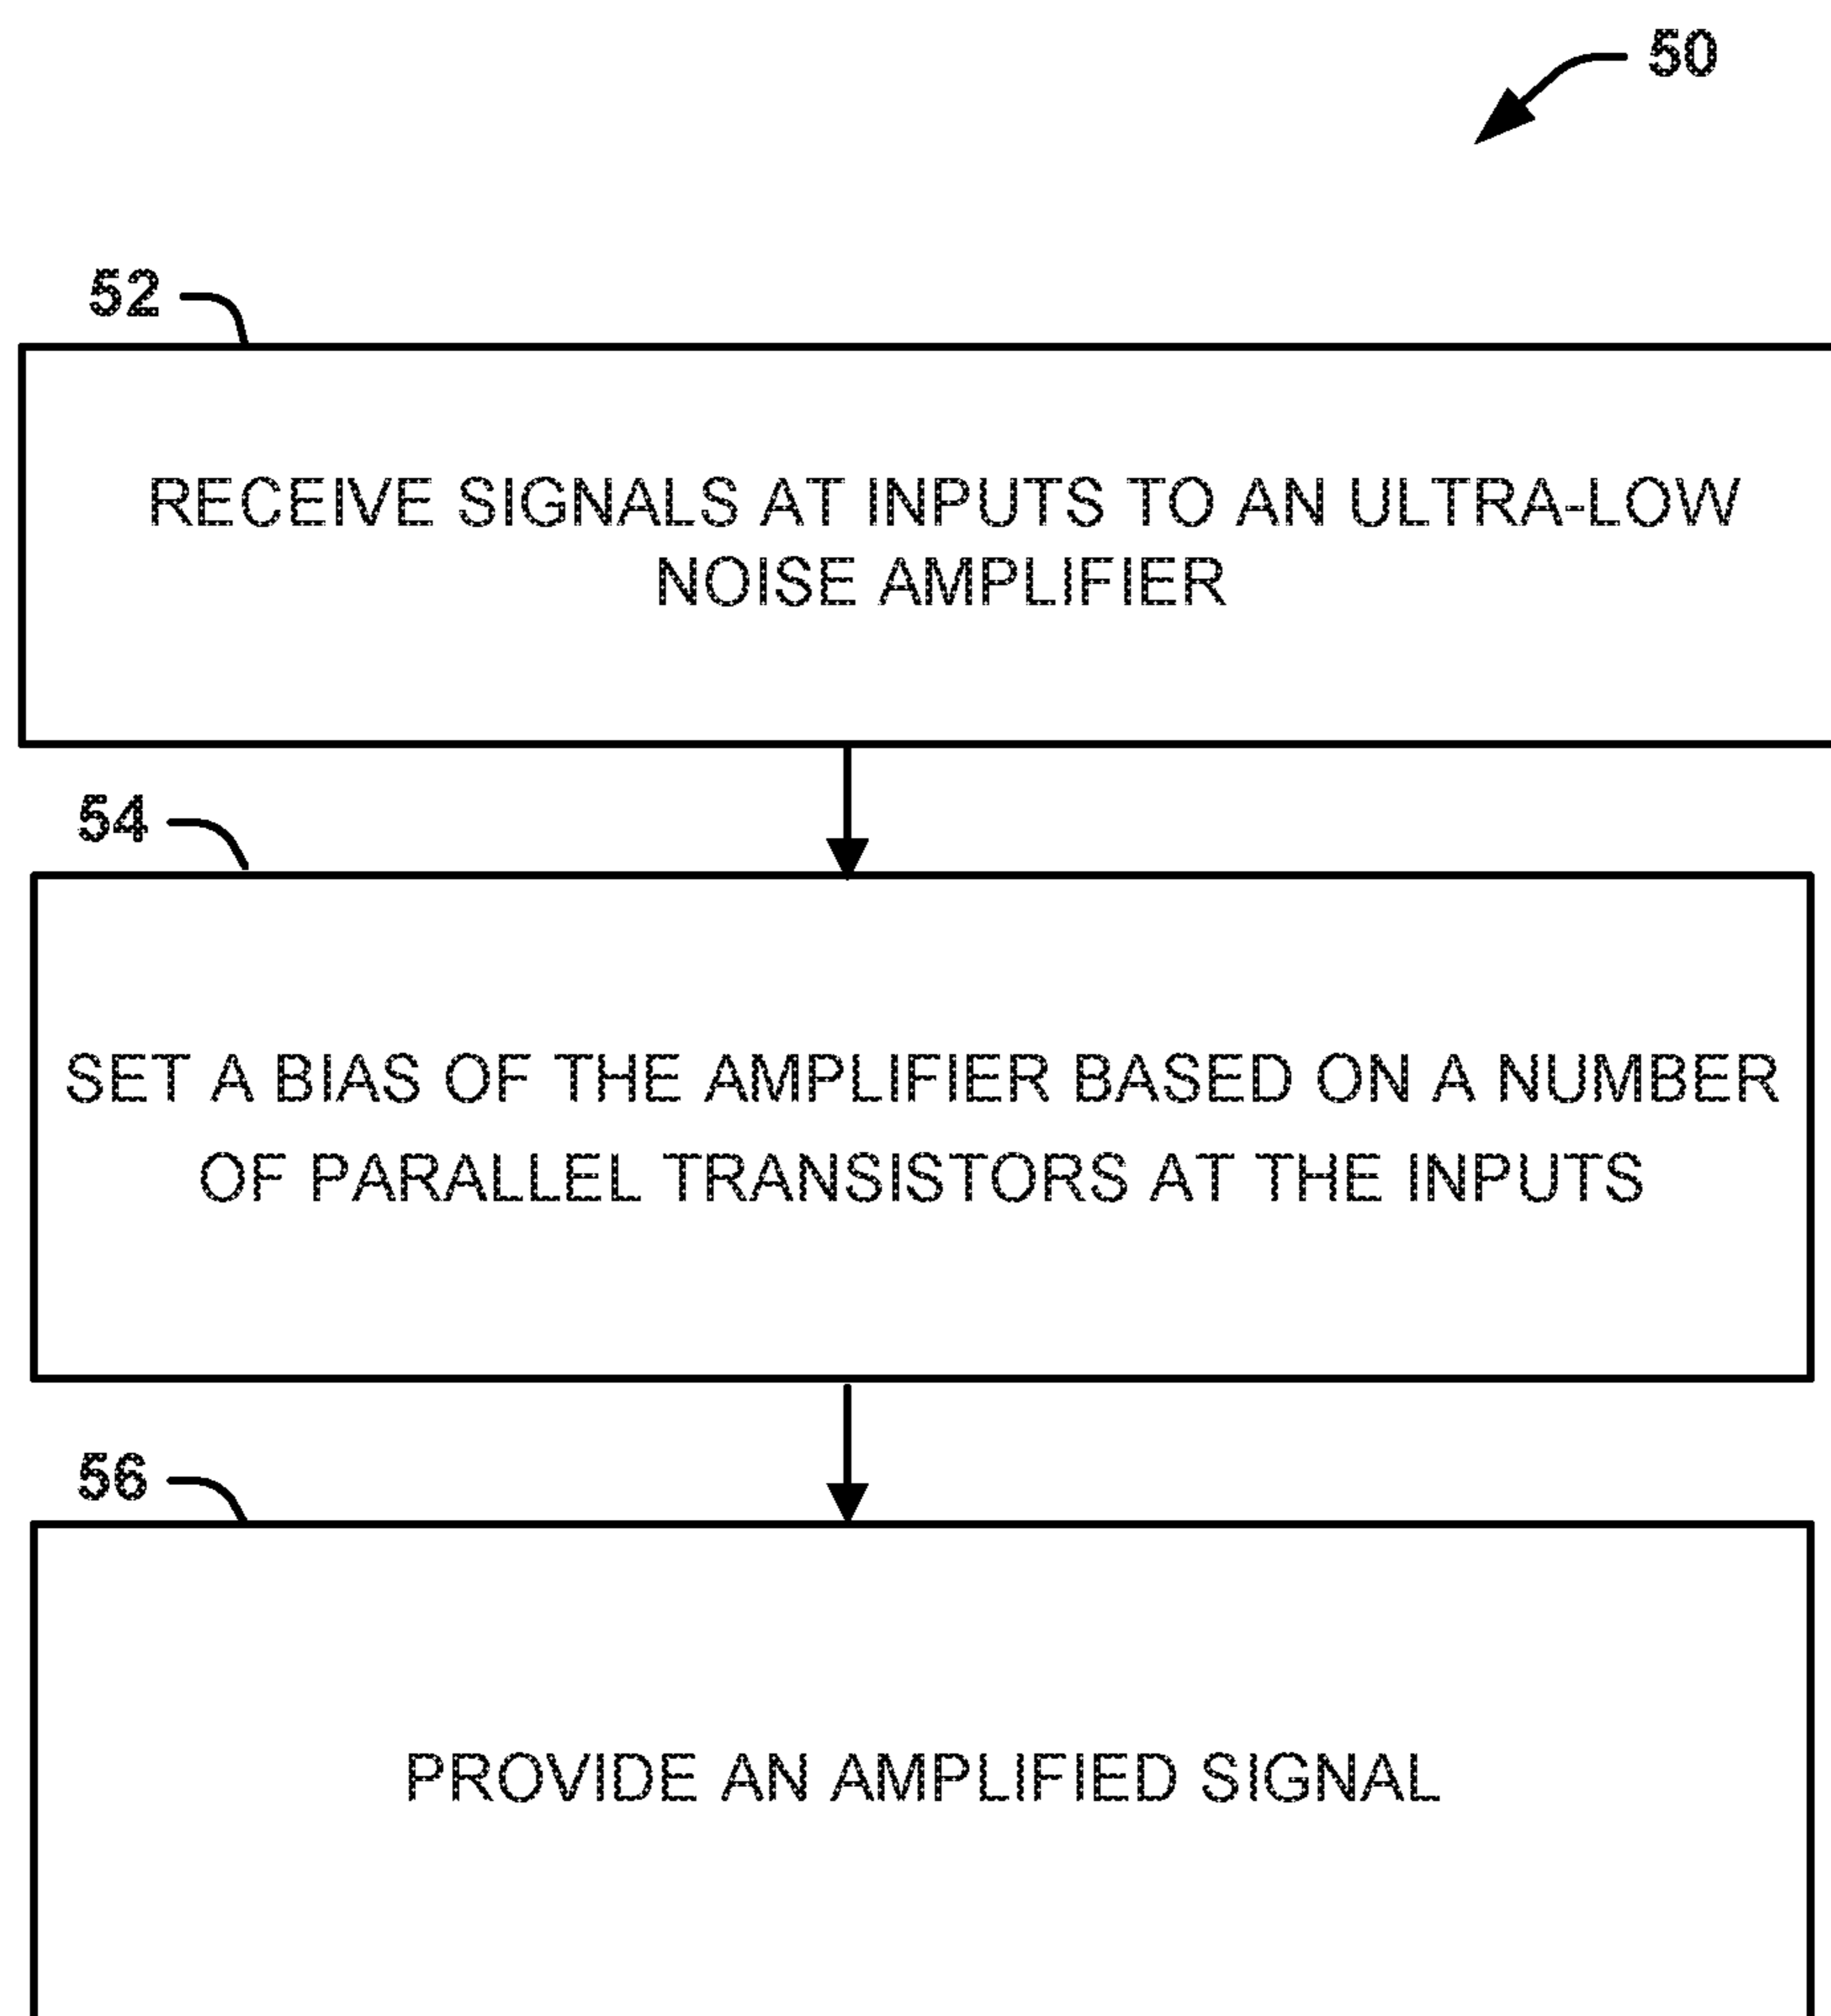 50
52
RECEIVE SIGNALS AT INPUTS TO AN ULTRA-LOW
NOISE AMPLIFIER
54
SET A BIAS OF THE AMPLIFIER BASED ON A NUMBER
OF PARALLEL TRANSISTORS AT THE INPUTS
56
PROVIDE AN AMPLIFIED SIGNAL